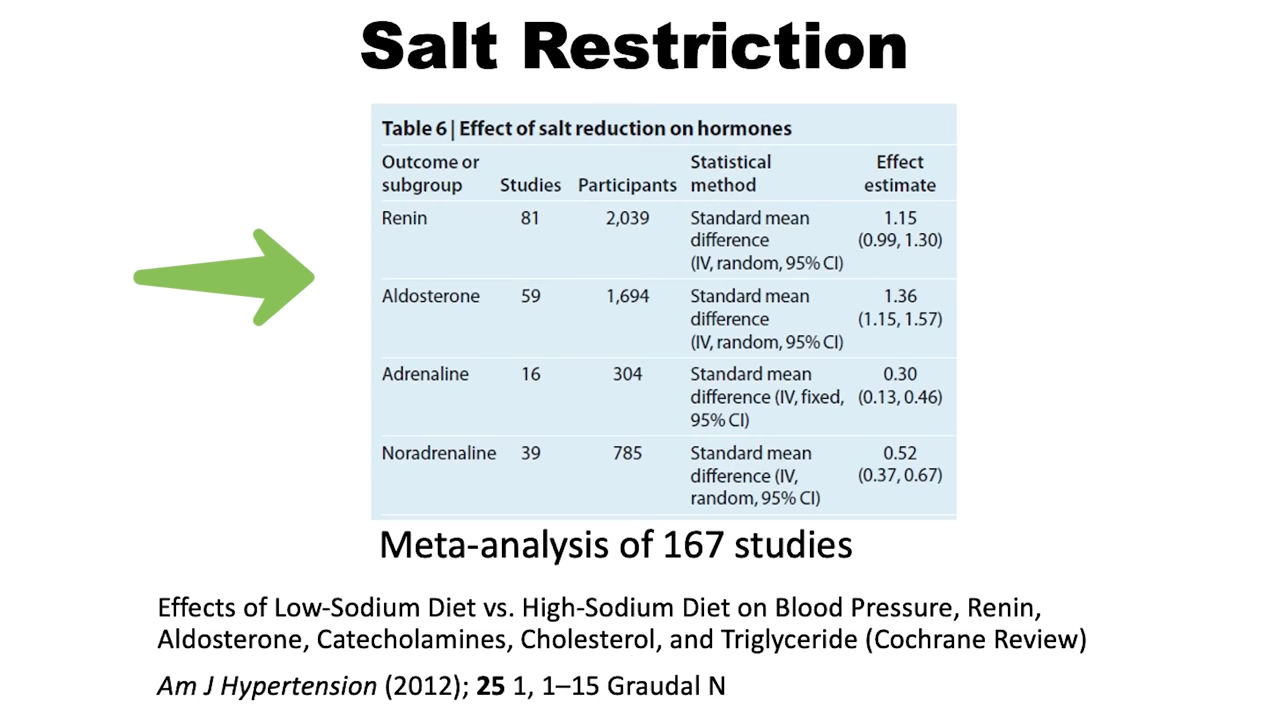 Salt Restriction
Table 6 | Effect of salt reduction on hormones
Outcome or subgroup Studies Participants Statistical method Effect estimate
Renin 81 2,039 Standard mean difference (IV, random, 95% CI) 1.15 (0.99, 1.30)
Aldosterone 59 1,694 Standard mean difference (IV, random, 95% CI) 1.36 (1.15, 1.57)
Adrenaline 16 304 Standard mean difference (IV, fixed, 95% CI) 0.30 (0.13, 0.46)
Noradrenaline 39 785 Standard mean difference (IV, random, 95% CI) 0.52 (0.37, 0.67)
Meta-analysis of 167 studies
Effects of Low-Sodium Diet vs. High-Sodium Diet on Blood Pressure, Renin,
Aldosterone, Catecholamines, Cholesterol, and Triglyceride (Cochrane Review)
Am J Hypertension (2012); 25 1, 1–15 Graudal N